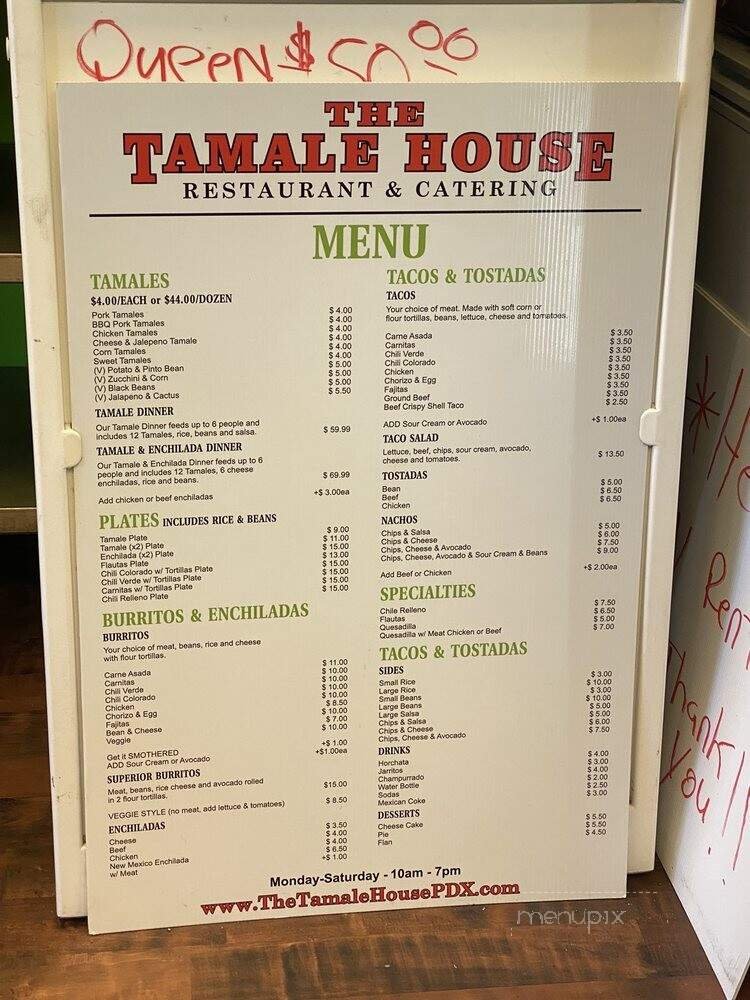 Queen $ 50.00
THE
TAMALE HOUSE
RESTAURANT & CATERING
MENU
TAMALES
$4.00/EACH or $44.00/DOZEN
Pork Tamales $ 4.00
BBQ Pork Tamales $ 4.00
Chicken Tamales $ 4.00
Cheese & Jalepeno Tamale $ 4.00
Corn Tamales $ 4.00
Sweet Tamales $ 4.00
(V) Potato & Pinto Bean $ 5.00
(V) Zucchini & Corn $ 5.00
(V) Black Beans $ 5.00
(V) Jalapeno & Cactus $ 5.50
TAMALE DINNER
Our Tamale Dinner feeds up to 6 people and
includes 12 Tamales, rice, beans and salsa. $ 59.99
TAMALE & ENCHILADA DINNER
Our Tamale & Enchilada Dinner feeds up to 6
people and includes 12 Tamales, 6 cheese
enchiladas, rice and beans. $ 69.99
Add chicken or beef enchiladas +$ 3.00ea
PLATES INCLUDES RICE & BEANS
Tamale Plate $ 9.00
Tamale (x2) Plate $ 11.00
Enchilada (x2) Plate $ 15.00
Flautas Plate $ 13.00
Chili Colorado w/ Tortillas Plate $ 15.00
Chili Verde w/ Tortillas Plate $ 15.00
Carnitas w/ Tortillas Plate $ 15.00
Chili Relleno Plate $ 15.00
BURRITOS & ENCHILADAS
BURRITOS
Your choice of meat, beans, rice and cheese
with flour tortillas.
Carne Asada $ 11.00
Carnitas $ 10.00
Chili Verde $ 10.00
Chili Colorado $ 10.00
Chicken $ 10.00
Chorizo & Egg $ 8.50
Fajitas $ 10.00
Bean & Cheese $ 7.00
Veggie $ 10.00
Get it SMOTHERED +$ 1.00
ADD Sour Cream or Avocado +$1.00ea
SUPERIOR BURRITOS
Meat, beans, rice cheese and avocado rolled
in 2 flour tortillas. $15.00
VEGGIE STYLE (no meat, add lettuce & tomatoes) $ 8.50
ENCHILADAS
Cheese $ 3.50
Beef $ 4.00
Chicken $ 4.00
New Mexico Enchilada $ 6.50
w/ Meat +$ 1.00
TACOS & TOSTADAS
TACOS
Your choice of meat. Made with soft corn or
flour tortillas, beans, lettuce, cheese and tomatoes.
Carne Asada $ 3.50
Carnitas $ 3.50
Chili Verde $ 3.50
Chili Colorado $ 3.50
Chicken $ 3.50
Chorizo & Egg $ 3.50
Fajitas $ 3.50
Ground Beef $ 3.50
Beef Crispy Shell Taco $ 2.50
ADD Sour Cream or Avocado +$ 1.00ea
TACO SALAD
Lettuce, beef, chips, sour cream, avocado,
cheese and tomatoes. $ 13.50
TOSTADAS
Bean $ 5.00
Beef $ 6.50
Chicken $ 6.50
NACHOS
Chips & Salsa $ 5.00
Chips & Cheese $ 6.00
Chips, Cheese & Avocado $ 7.50
Chips, Cheese, Avocado & Sour Cream & Beans $ 9.00
Add Beef or Chicken +$ 2.00ea
SPECIALTIES
Chile Relleno $ 7.50
Flautas $ 6.50
Quesadilla $ 5.00
Quesadilla w/ Meat Chicken or Beef $ 7.00
TACOS & TOSTADAS
SIDES
Small Rice $ 3.00
Large Rice $ 10.00
Small Beans $ 3.00
Large Beans $ 10.00
Large Salsa $ 5.00
Chips & Salsa $ 5.00
Chips & Cheese $ 6.00
Chips, Cheese & Avocado $ 7.50
DRINKS
Horchata $ 4.00
Jarritos $ 3.00
Champurrado $ 4.00
Water Bottle $ 2.00
Sodas $ 2.50
Mexican Coke $ 3.00
DESSERTS
Cheese Cake $ 5.50
Pie $ 5.50
Flan $ 4.50
Monday-Saturday - 10am - 7pm
www.TheTamaleHousePDX.com
menupix
Thank
you!!